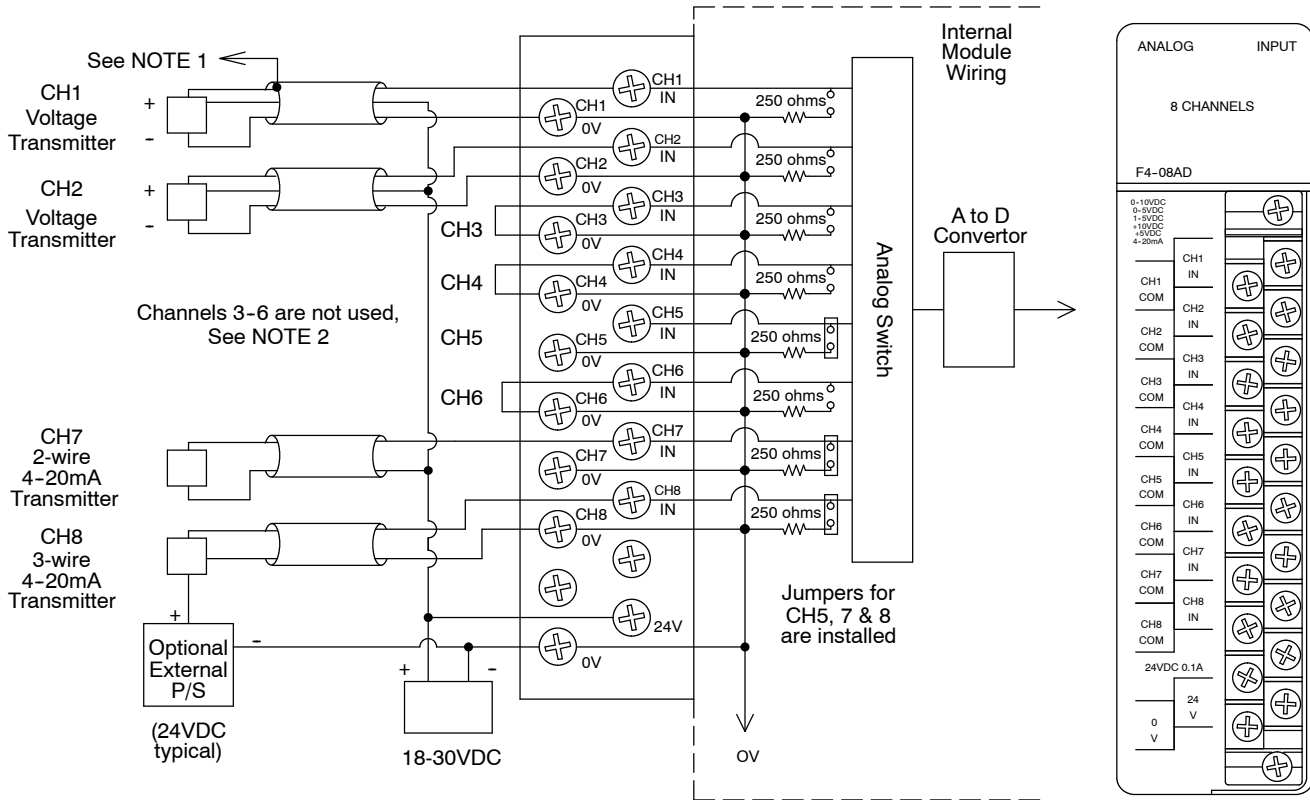 See NOTE 1
CH1
Voltage
Transmitter
+
-
CH2
Voltage
Transmitter
+
-
Channels 3-6 are not used,
See NOTE 2
CH7
2-wire
4-20mA
Transmitter
CH8
3-wire
4-20mA
Transmitter
+
-
Optional
External
P/S
(24VDC
typical)
+
-
18-30VDC
CH3
CH4
CH5
CH6
CH1
IN
CH1
0V
CH2
IN
CH2
0V
CH3
IN
CH3
0V
CH4
IN
CH4
0V
CH5
IN
CH5
0V
CH6
IN
CH6
0V
CH7
IN
CH7
0V
CH8
IN
CH8
0V
24V
0V
Internal
Module
Wiring
250 ohms
250 ohms
250 ohms
250 ohms
250 ohms
250 ohms
250 ohms
250 ohms
Analog Switch
A to D
Convertor
Jumpers for
CH5, 7 & 8
are installed
OV
ANALOG INPUT
8 CHANNELS
F4-08AD
0-10VDC
0-5VDC
1-5VDC
+10VDC
+5VDC
4-20mA
CH1
IN
CH1
COM
CH2
IN
CH2
COM
CH3
IN
CH3
COM
CH4
IN
CH4
COM
CH5
IN
CH5
COM
CH6
IN
CH6
COM
CH7
IN
CH7
COM
CH8
IN
CH8
COM
24VDC 0.1A
24
V
0
V